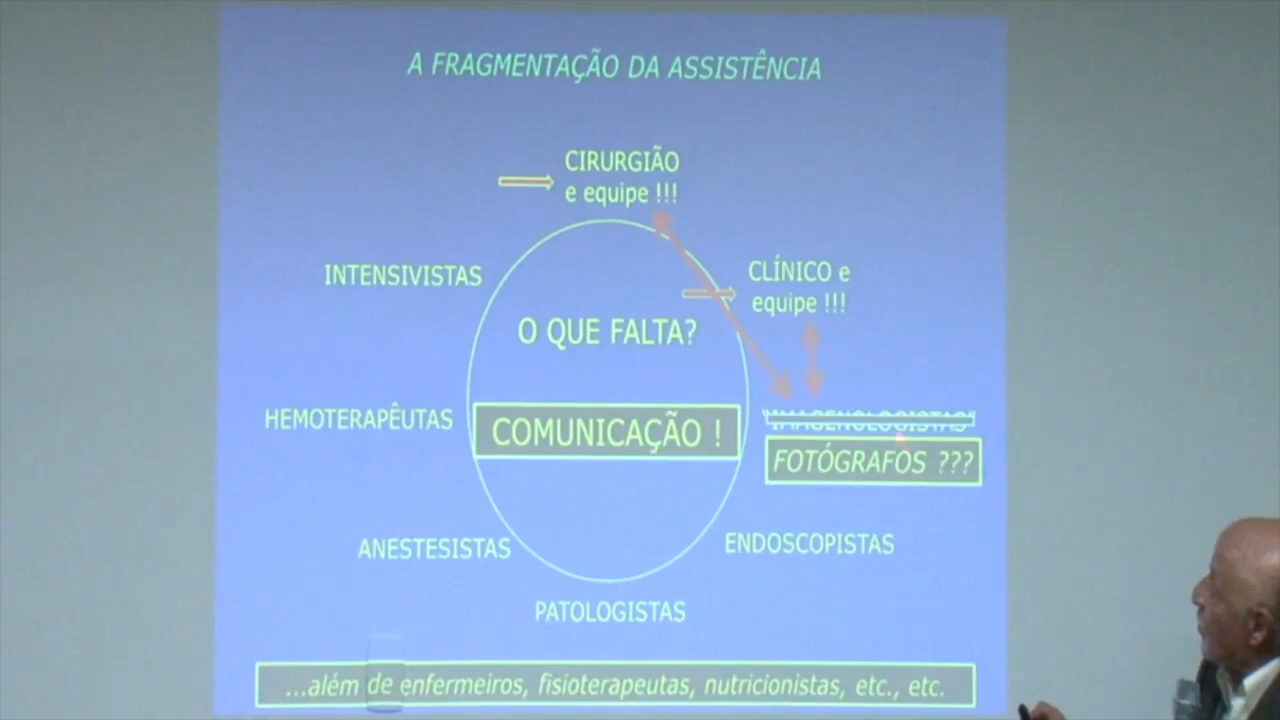 A FRAGMENTAÇÃO DA ASSISTÊNCIA
CIRURGIÃO
e equipe !!!
INTENSIVISTAS
CLÍNICO e
equipe !!!
O QUE FALTA?
HEMOTERAPÊUTAS
COMUNICAÇÃO !
'IMAGENOLOGISTAS'
FOTÓGRAFOS ???
ANESTESISTAS
ENDOSCOPISTAS
PATOLOGISTAS
...além de enfermeiros, fisioterapeutas, nutricionistas, etc., etc.